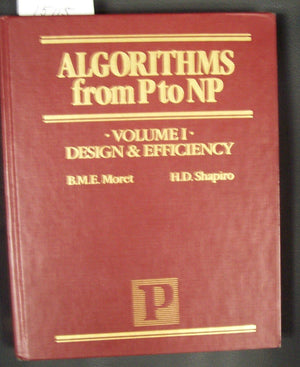 ALGORITHMS
from P to NP
· VOLUME I ·
DESIGN & EFFICIENCY
B.M.E. Moret H.D. Shapiro
P